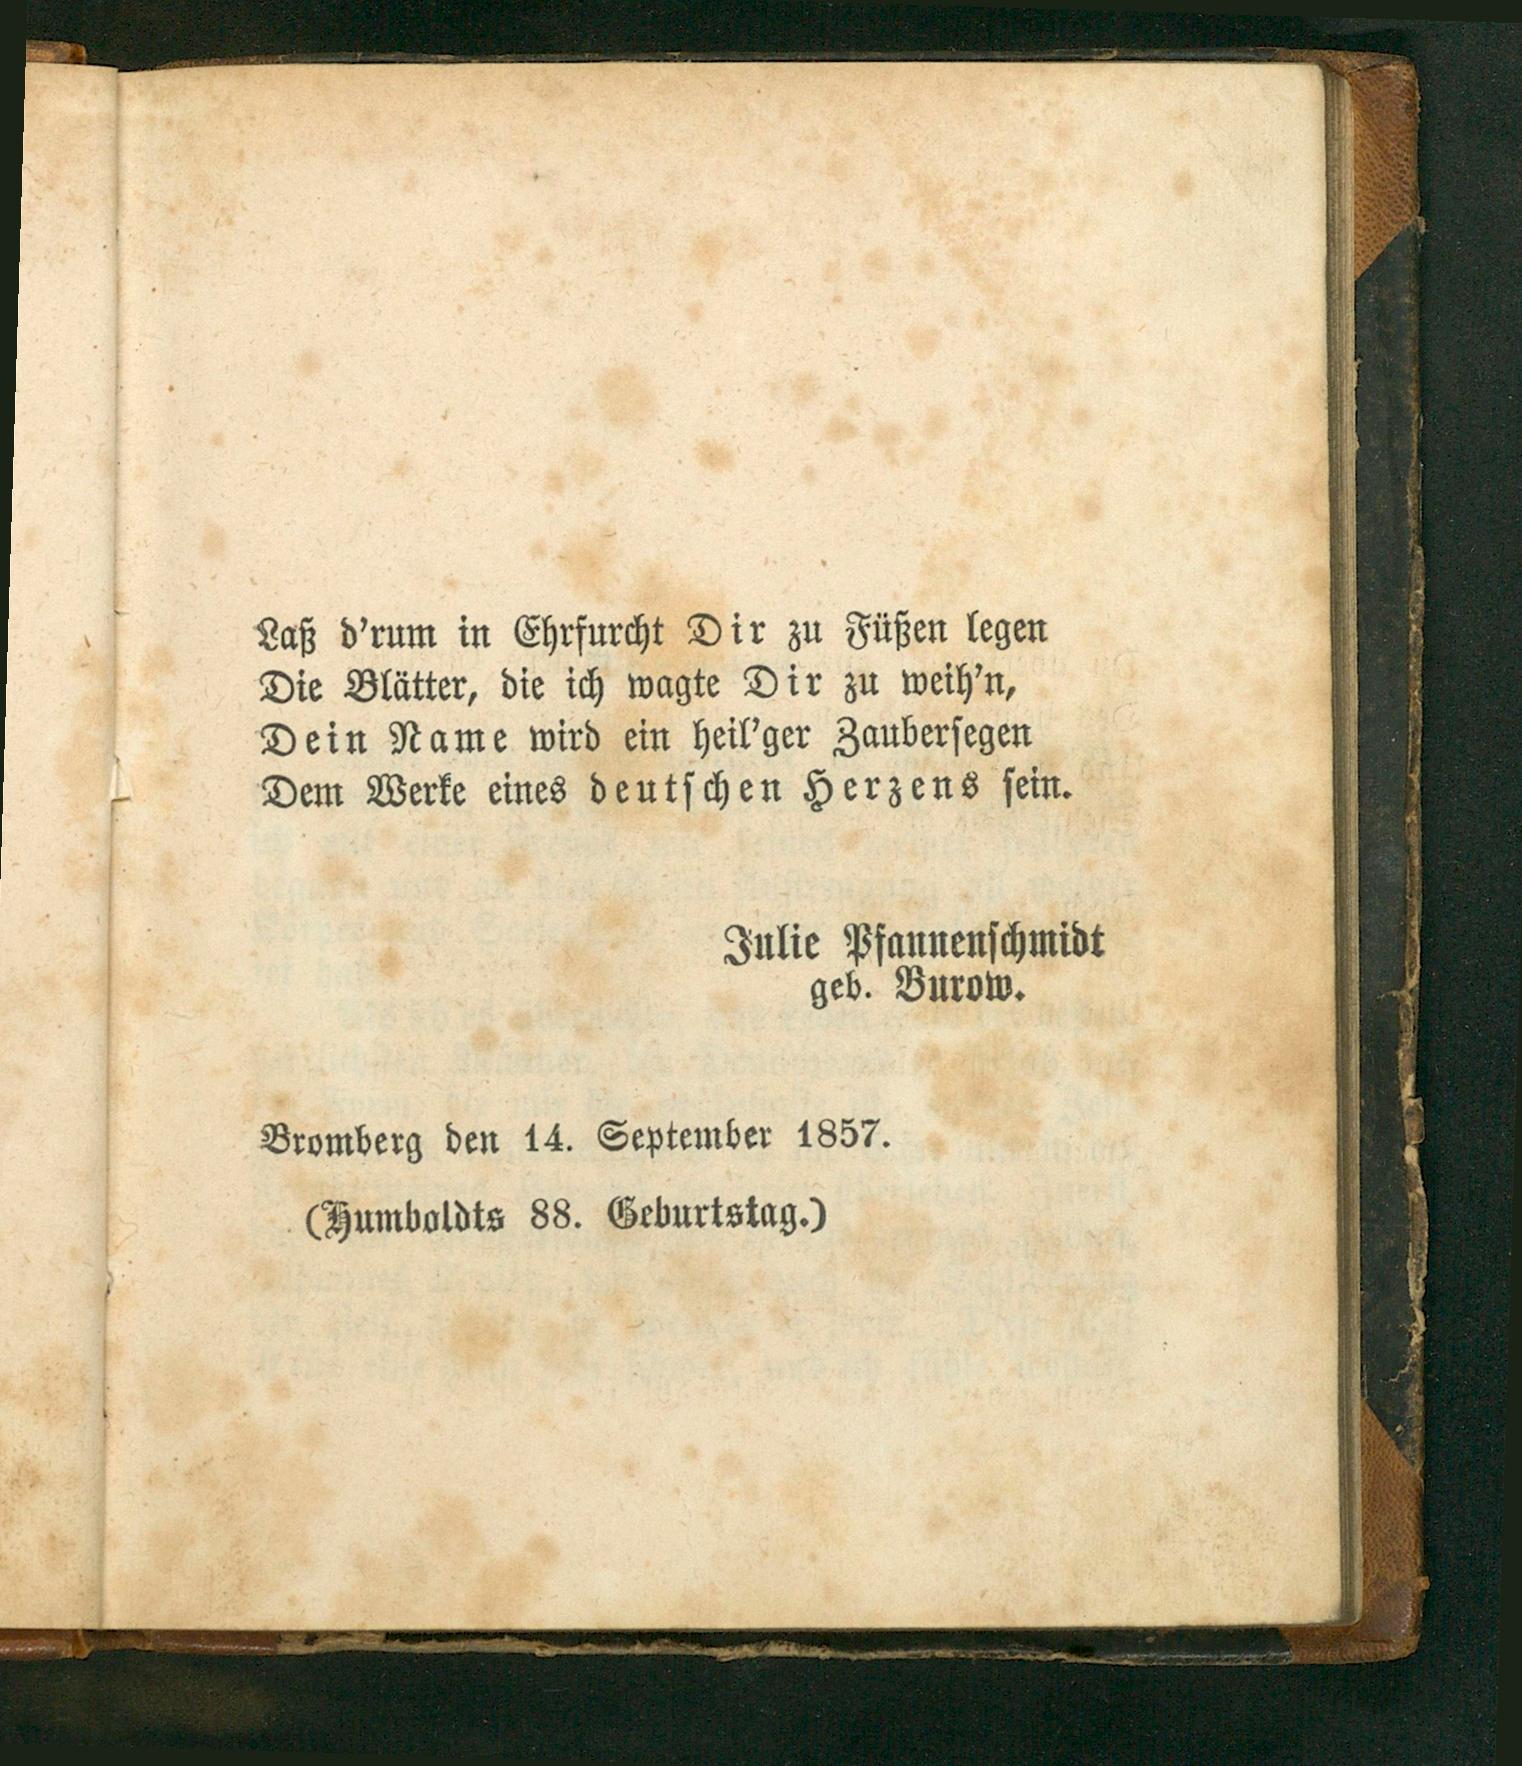 Laß d'rum in Ehrfurcht Dir zu Füßen legen
Die Blätter, die ich wagte Dir zu weih'n,
Dein Name wird ein heil'ger Zaubersegen
Dem Werke eines deutschen Herzens sein.
Julie Pfannenschmidt
geb. Burow.
Bromberg den 14. September 1857.
(Humboldts 88. Geburtstag.)